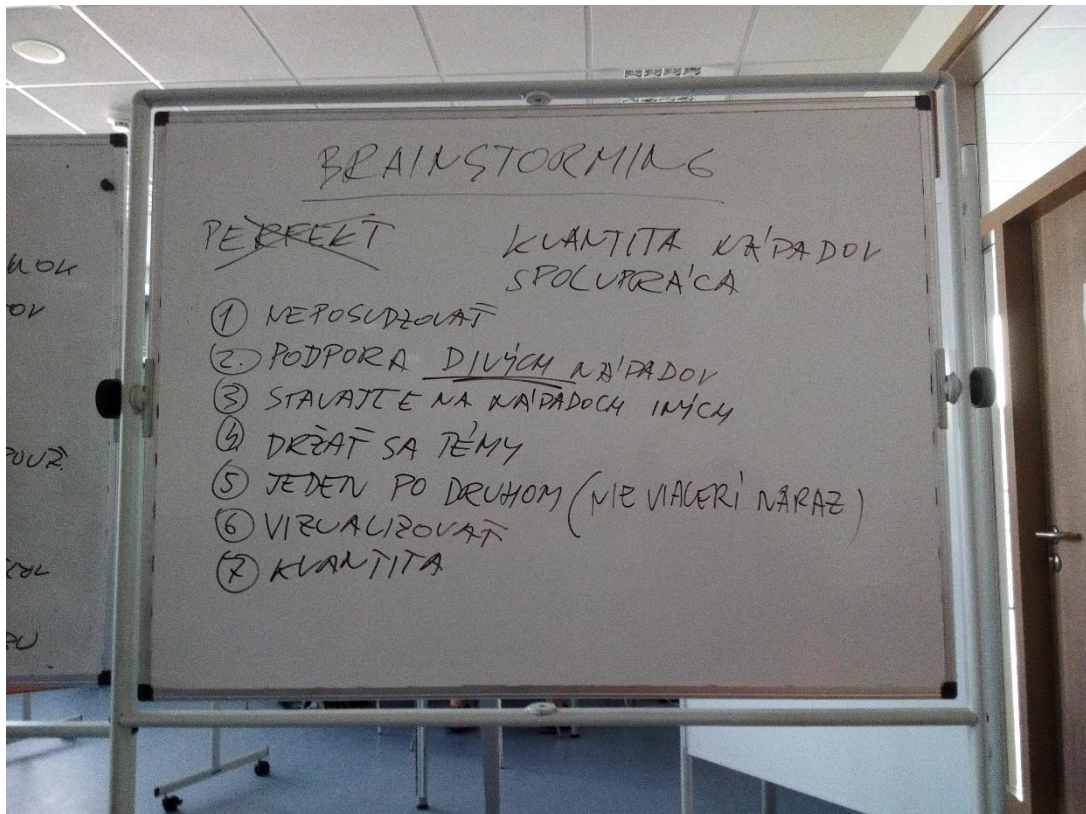 BRAINSTORMING
PERFEKT
KVANTITA NÁPADOV
SPOLUPRÁCA
1 NEPOSUDZOVAŤ
2. PODPORA DIVÝCH NÁPADOV
3 STAVAJTE NA NÁPADOCH INÝCH
4 DRŽAŤ SA TÉMY
5 JEDEN PO DRUHOM (NIE VIACERÍ NARAZ)
6 VIZUALIZOVAŤ
7 KVANTITA